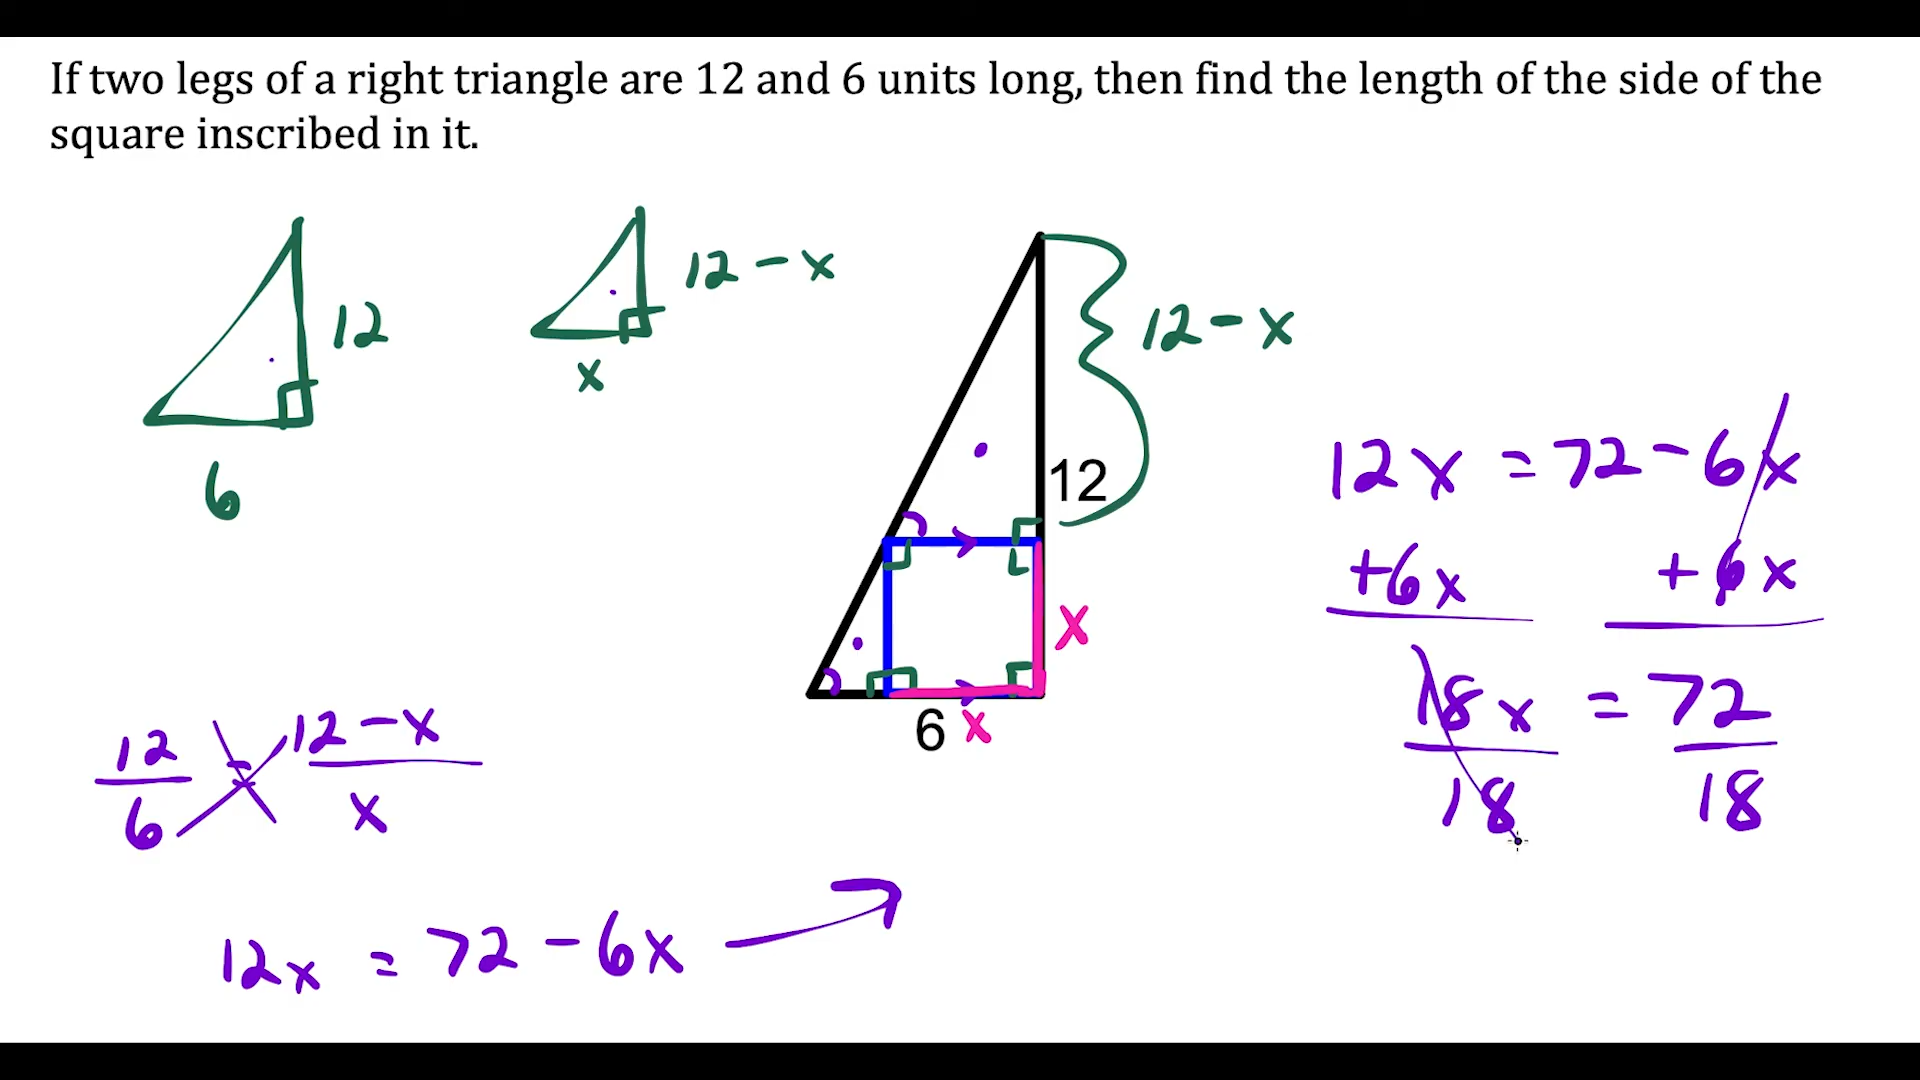 If two legs of a right triangle are 12 and 6 units long, then find the length of the side of the
square inscribed in it.
12
6
12 - x
x
12 - x
12
x
6 x
12/6 = 12 - x/x
12x = 72 - 6x
12x = 72 - 6x
+6x +6x
18x = 72
18 18